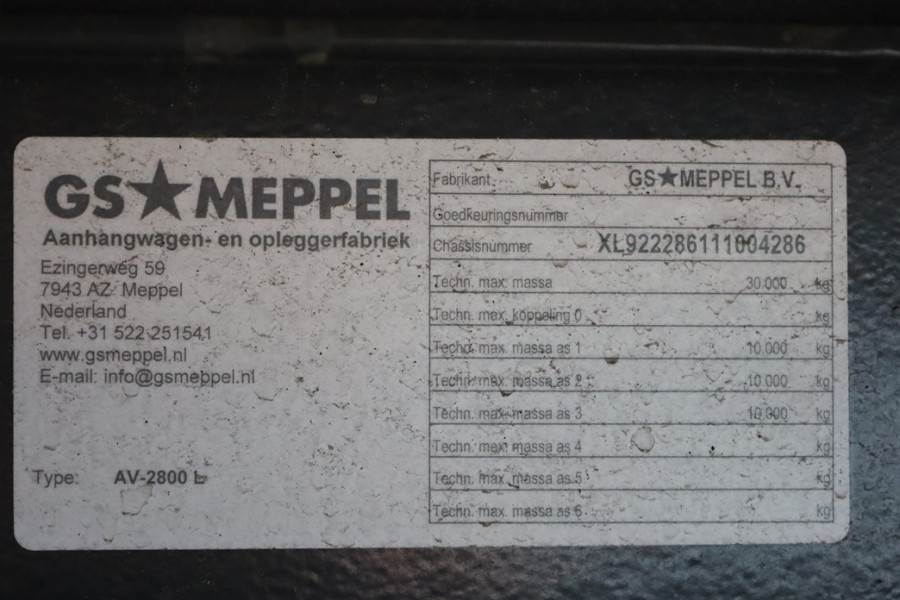 GS★MEPPEL
Aanhangwagen- en opleggerfabriek
Ezingerweg 59
7943 AZ Meppel
Nederland
Tel. +31 522 251541
www.gsmeppel.nl
E-mail: info@gsmeppel.nl
Type: AV-2800 L
Fabrikant GS★MEPPEL B.V.
Goedkeuringsnummer
Chassisnummer XL922286111004286
Techn. max. massa 30.000 kg
Techn. max. koppeling 0 kg
Techn. max. massa as 1 10.000 kg
Techn. max. massa as 2 10.000 kg
Techn. max. massa as 3 10.000 kg
Techn. max. massa as 4 kg
Techn. max. massa as 5 kg
Techn. max. massa as 6 kg